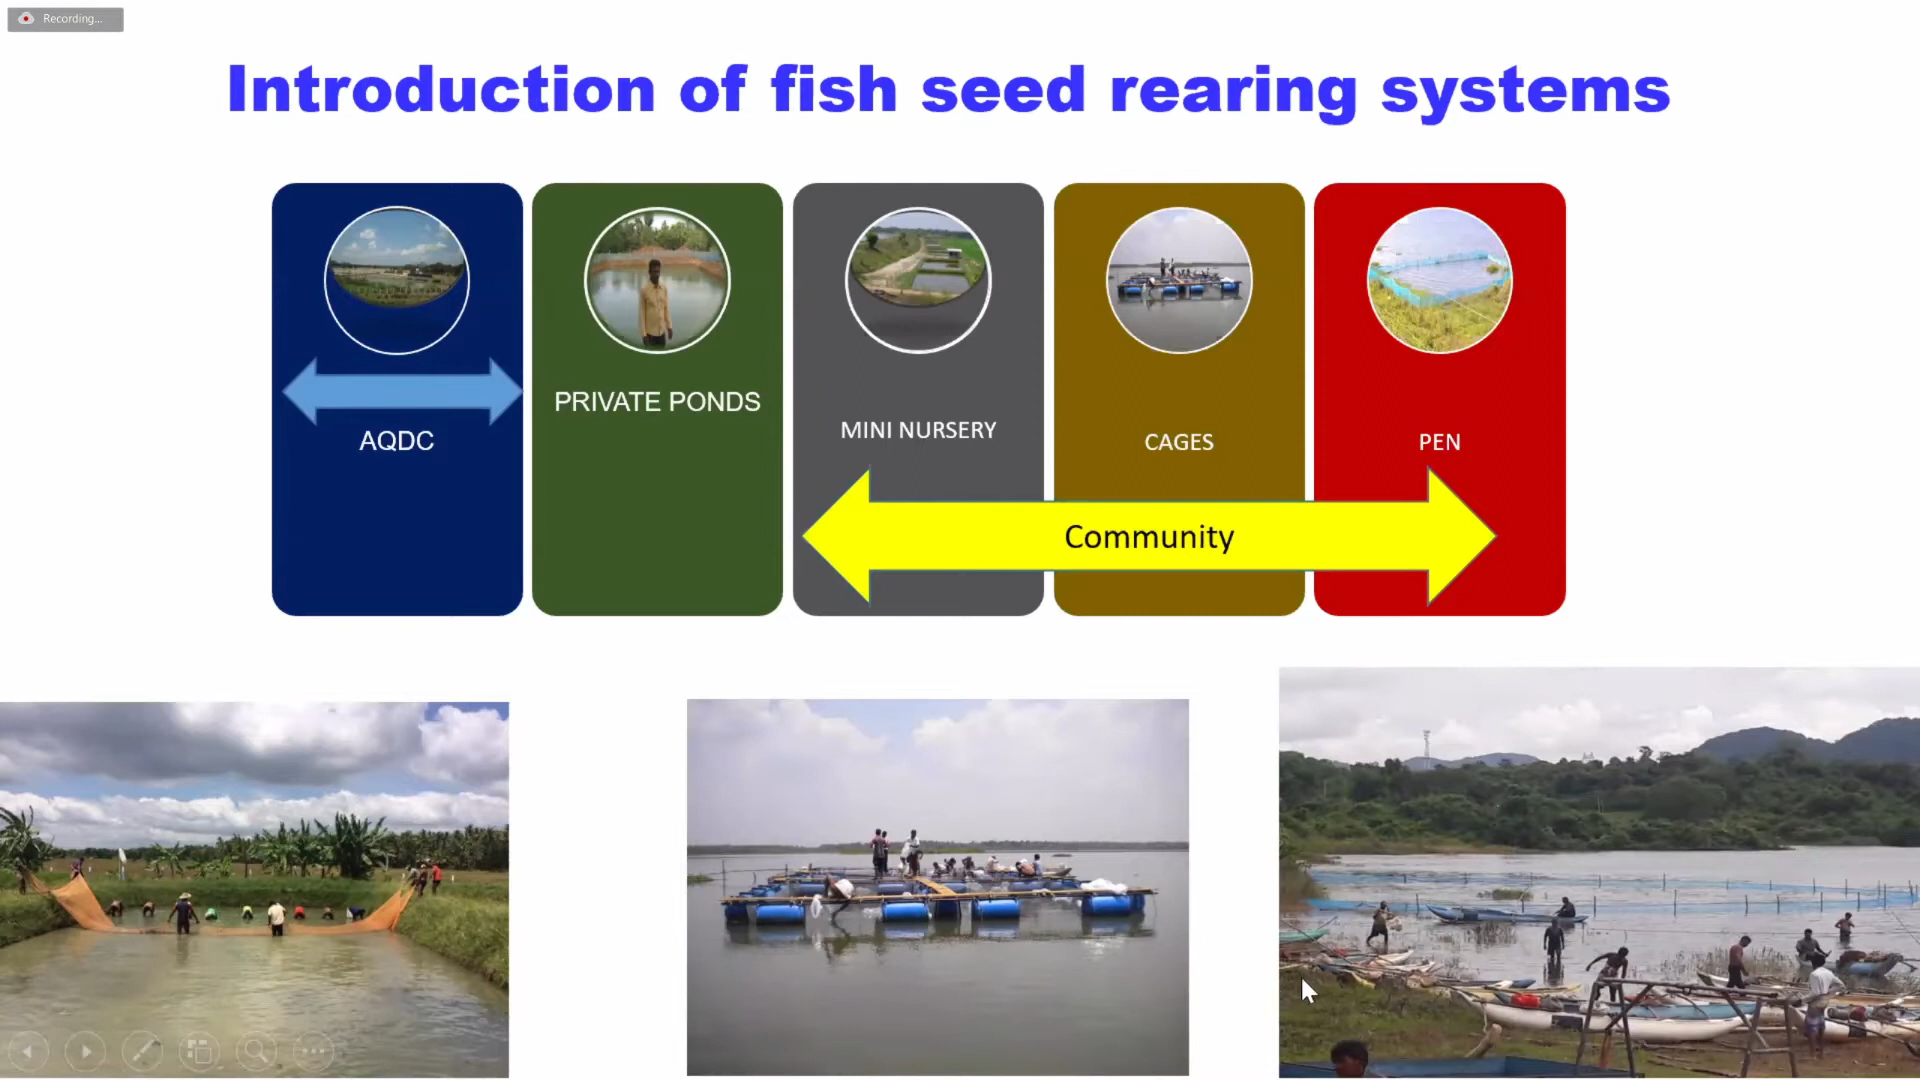 Recording...
Introduction of fish seed rearing systems
AQDC
PRIVATE PONDS
MINI NURSERY
CAGES
PEN
Community